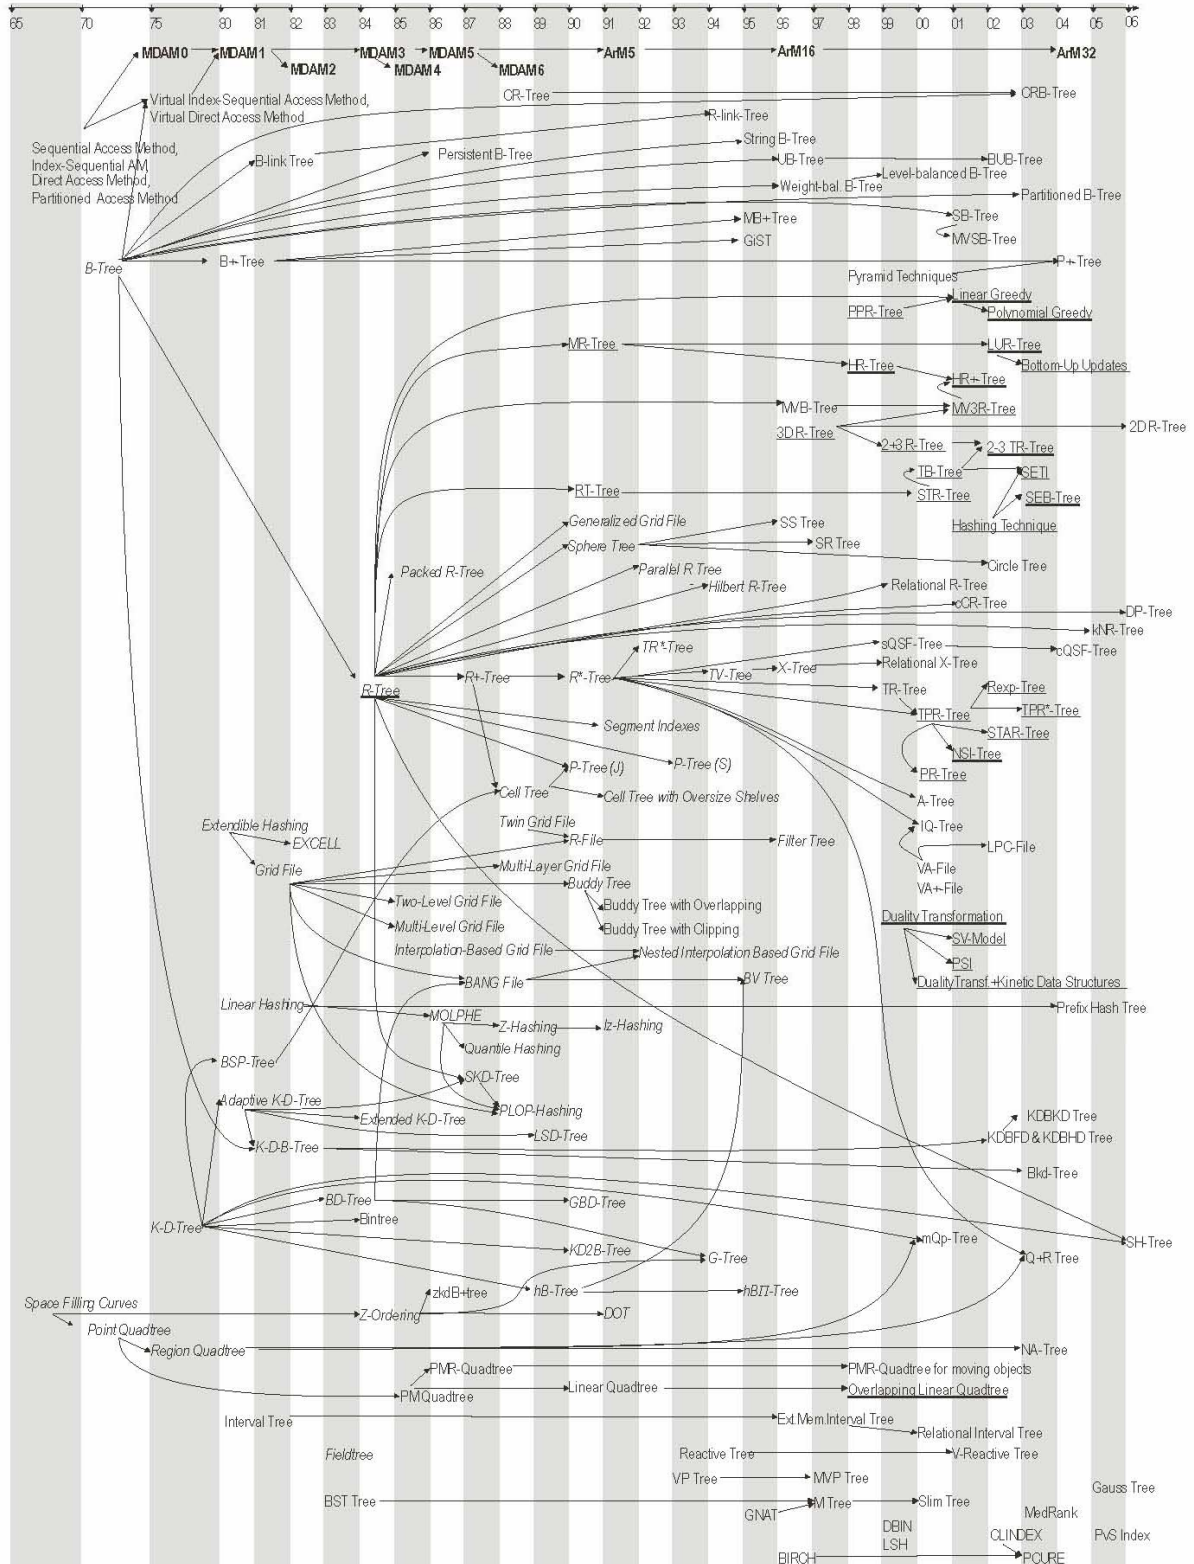 65 70 75 80 81 82 83 84 85 86 87 88 89 90 91 92 93 94 95 96 97 98 99 00 01 02 03 04 05 06
MDAM0 MDAM1 MDAM3 MDAM5 ArM5 ArM16 ArM32
MDAM2 MDAM4 MDAM6
CR-Tree CRB-Tree
Virtual Index-Sequential Access Method,
Virtual Direct Access Method
R-link-Tree
String B-Tree
Sequential Access Method,
Index-Sequential AM,
Direct Access Method,
Partitioned Access Method
B-link Tree
Persistent B-Tree
UB-Tree BUB-Tree
Level-balanced B-Tree
Weight-bal. B-Tree
Partitioned B-Tree
MB+Tree
SB-Tree
GiST
MVSB-Tree
B-Tree
B+-Tree
P+-Tree
Pyramid Techniques
Linear Greedy
PPR-Tree
Polynomial Greedy
MR-Tree LUR-Tree
HR-Tree
Bottom-Up Updates
HR+-Tree
MVB-Tree MV3R-Tree
3DR-Tree
2DR-Tree
2+3 R-Tree 2-3 TR-Tree
TB-Tree SETI
RT-Tree STR-Tree
SEB-Tree
Generalized Grid File
SS Tree
Hashing Technique
Sphere Tree
SR Tree
Circle Tree
Packed R-Tree
Parallel R Tree
Hilbert R-Tree
Relational R-Tree
cCR-Tree
DP-Tree
kNR-Tree
TR*-Tree
sQSF-Tree
cQSF-Tree
R-Tree
R+-Tree
R*-Tree
TV-Tree
X-Tree
Relational X-Tree
TR-Tree
Rexp-Tree
TPR-Tree
TPR*-Tree
Segment Indexes
STAR-Tree
NSI-Tree
P-Tree (J)
P-Tree (S)
PR-Tree
Cell Tree
Cell Tree with Oversize Shelves
A-Tree
Extendible Hashing
Twin Grid File
IQ-Tree
EXCELL
R-File
Filter Tree
LPC-File
Grid File
Multi-Layer Grid File
VA-File
Buddy Tree
VA+-File
Two-Level Grid File
Buddy Tree with Overlapping
Duality Transformation
Multi-Level Grid File
Buddy Tree with Clipping
SV-Model
Interpolation-Based Grid File
Nested Interpolation Based Grid File
PSI
BANG File
BV Tree
DualityTransf.+Kinetic Data Structures
Linear Hashing
Prefix Hash Tree
MOLPHE
Z-Hashing
Iz-Hashing
Quantile Hashing
BSP-Tree
SKD-Tree
Adaptive K-D-Tree
PLOP-Hashing
Extended K-D-Tree
KDBKD Tree
LSD-Tree
KDBFD & KDBHD Tree
K-D-B-Tree
Bkd-Tree
BD-Tree
GBD-Tree
K-D-Tree
Bintree
mQp-Tree
SH-Tree
KD2B-Tree
G-Tree
Q+R Tree
zkdB+tree
hB-Tree
hBΠ-Tree
Space Filling Curves
Z-Ordering
DOT
Point Quadtree
Region Quadtree
NA-Tree
PMR-Quadtree
PMR-Quadtree for moving objects
PMQuadtree
Linear Quadtree
Overlapping Linear Quadtree
Interval Tree
Ext.Mem.Interval Tree
Relational Interval Tree
Fieldtree
Reactive Tree
V-Reactive Tree
VP Tree
MVP Tree
Gauss Tree
BST Tree
M Tree
Slim Tree
GNAT
MedRank
DBIN
CLINDEX
PvS Index
LSH
BIRCH
PCURE